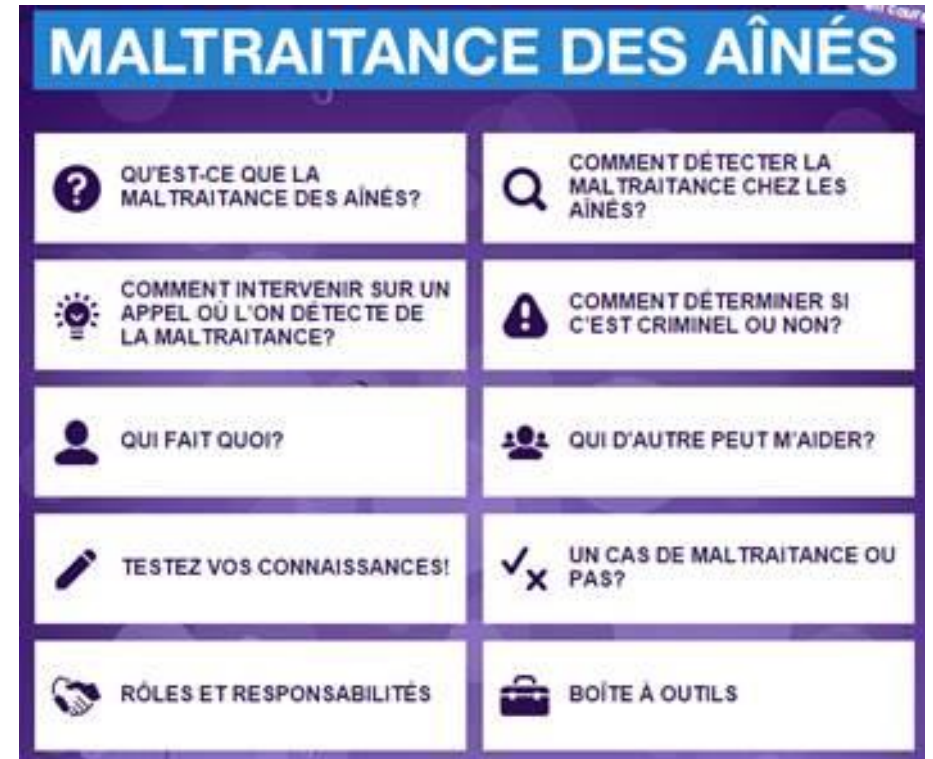 en cours
MALTRAITANCE DES AÎNÉS
QU'EST-CE QUE LA
MALTRAITANCE DES AÎNÉS?
COMMENT DÉTECTER LA
MALTRAITANCE CHEZ LES
AÎNÉS?
COMMENT INTERVENIR SUR UN
APPEL OÙ L'ON DÉTECTE DE
LA MALTRAITANCE?
COMMENT DÉTERMINER SI
C'EST CRIMINEL OU NON?
QUI FAIT QUOI?
QUI D'AUTRE PEUT M'AIDER?
TESTEZ VOS CONNAISSANCES!
UN CAS DE MALTRAITANCE OU
PAS?
RÔLES ET RESPONSABILITÉS
BOÎTE À OUTILS